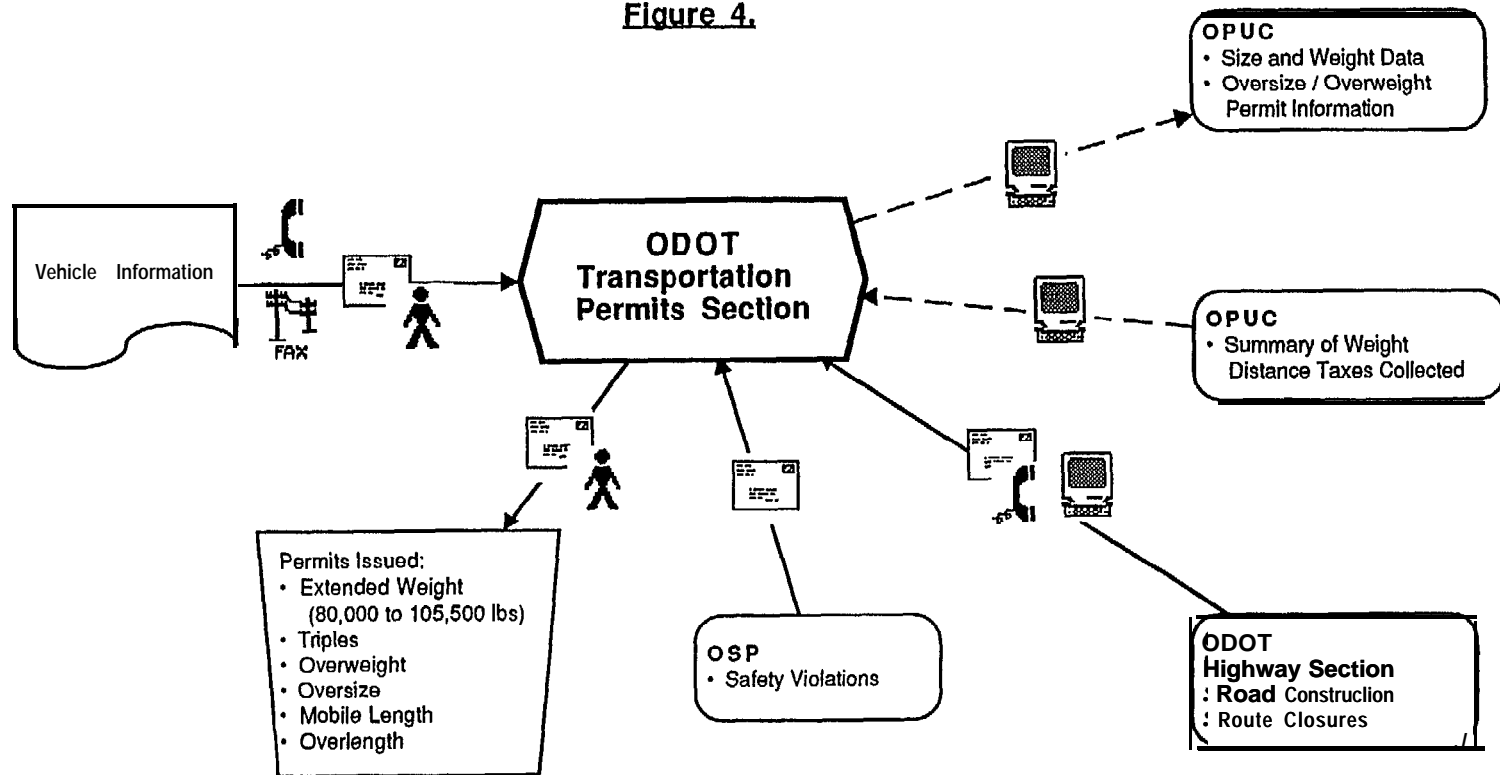 Figure 4.
OPUC
• Size and Weight Data
• Oversize / Overweight
Permit Information
Vehicle Information
FAX
ODOT
Transportation
Permits Section
OPUC
• Summary of Weight
Distance Taxes Collected
Permits Issued:
• Extended Weight
(80,000 to 105,500 lbs)
• Triples
• Overweight
• Oversize
• Mobile Length
• Overlength
OSP
• Safety Violations
ODOT
Highway Section
• Road Construction
• Route Closures